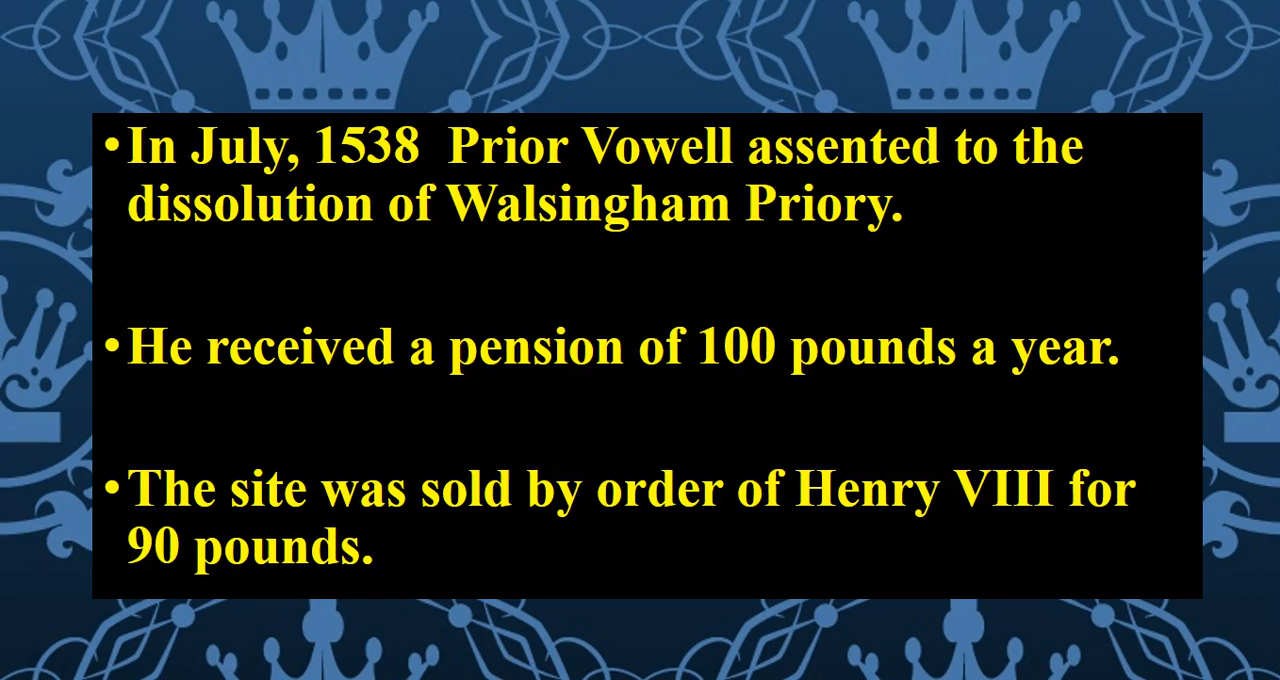 • In July, 1538  Prior Vowell assented to the
dissolution of Walsingham Priory.
• He received a pension of 100 pounds a year.
• The site was sold by order of Henry VIII for
90 pounds.